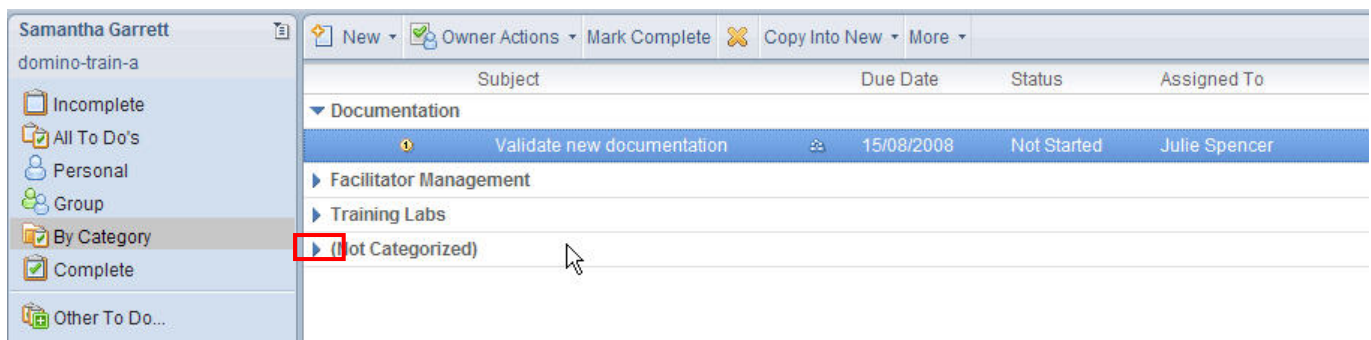 Samantha Garrett
domino-train-a
Incomplete
All To Do's
Personal
Group
By Category
Complete
Other To Do...
New Owner Actions Mark Complete Copy Into New More
Subject Due Date Status Assigned To
Documentation
1 Validate new documentation 15/08/2008 Not Started Julie Spencer
Facilitator Management
Training Labs
(Not Categorized)